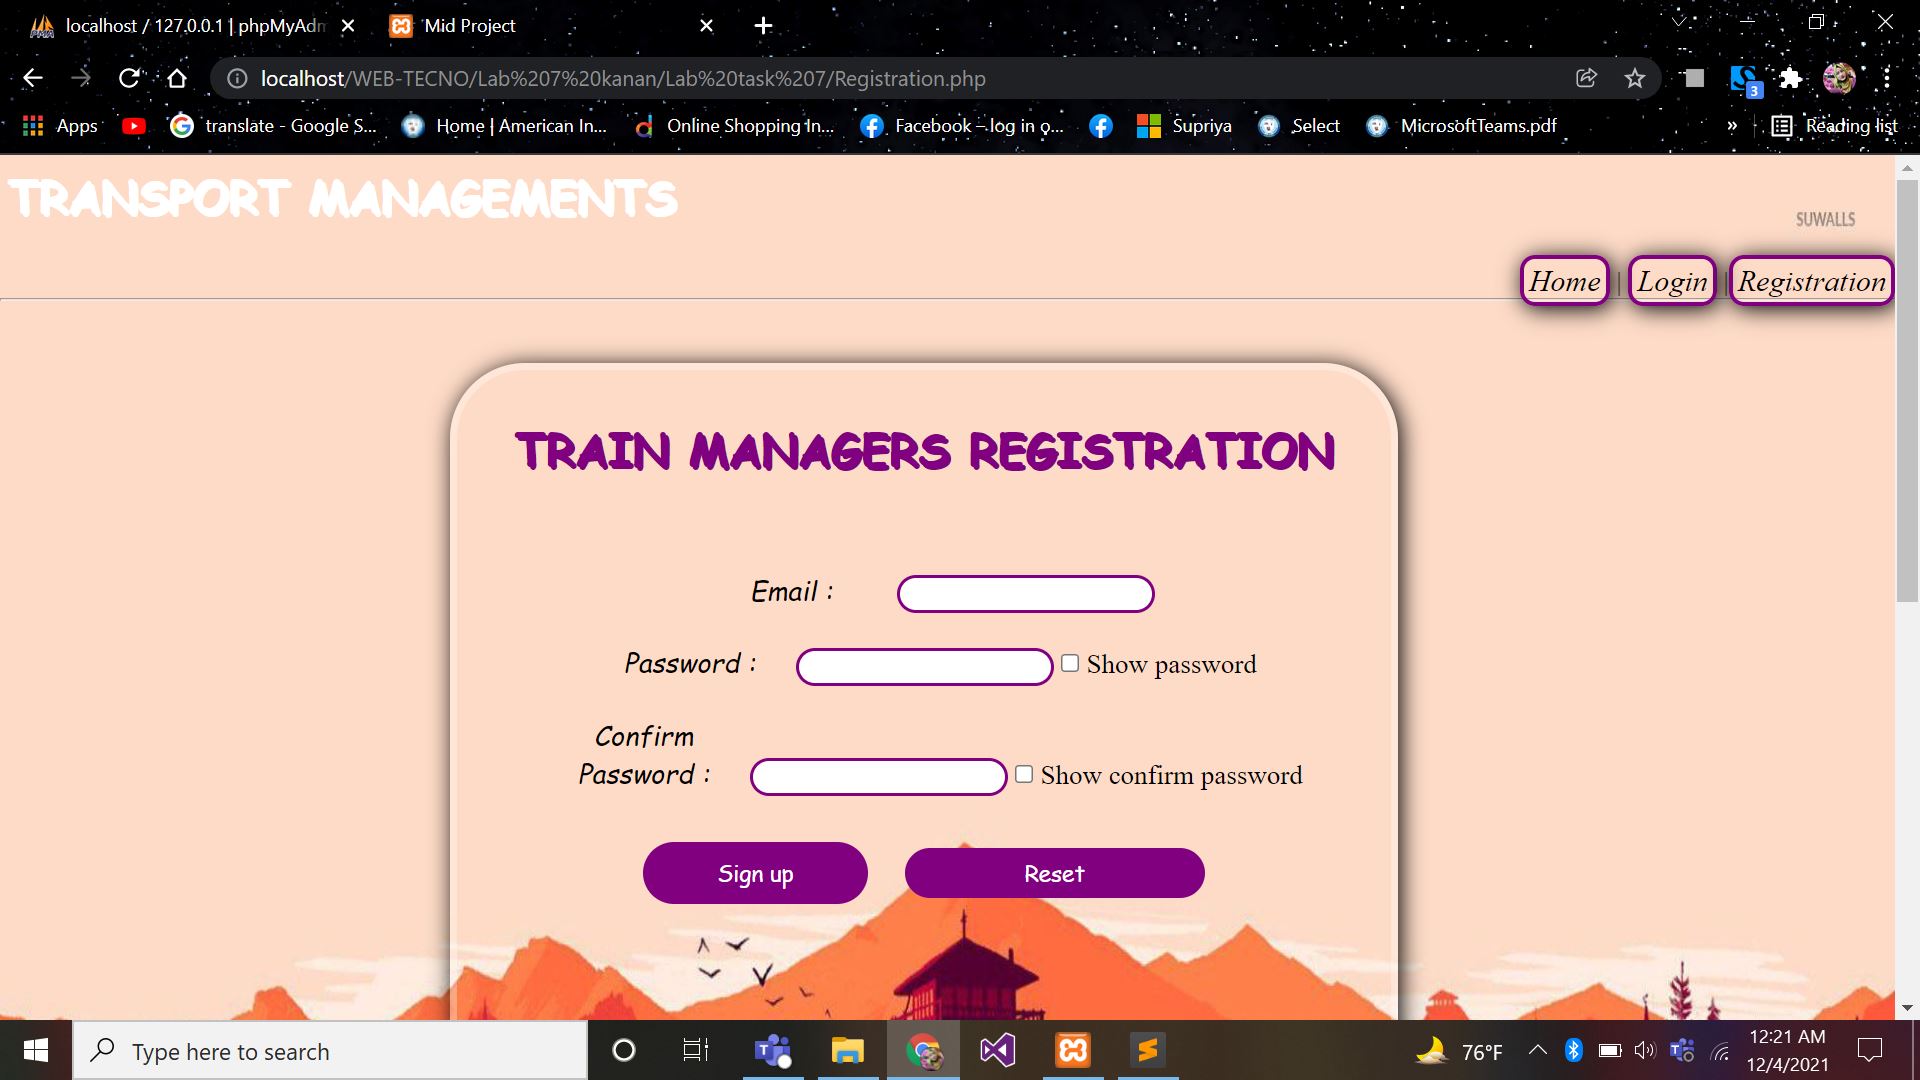 localhost / 127.0.0.1 | phpMyAdm
Mid Project
localhost/WEB-TECNO/Lab%207%20kanan/Lab%20task%207/Registration.php
3
Apps
translate - Google S...
Home | American In...
Online Shopping In...
Facebook – log in o...
Supriya
Select
MicrosoftTeams.pdf
»
Reading list
TRANSPORT MANAGEMENTS
SUWALLS
Home | Login | Registration
TRAIN MANAGERS REGISTRATION
Email :
Password :
Show password
Confirm
Password :
Show confirm password
Sign up
Reset
Type here to search
76°F
12:21 AM
12/4/2021